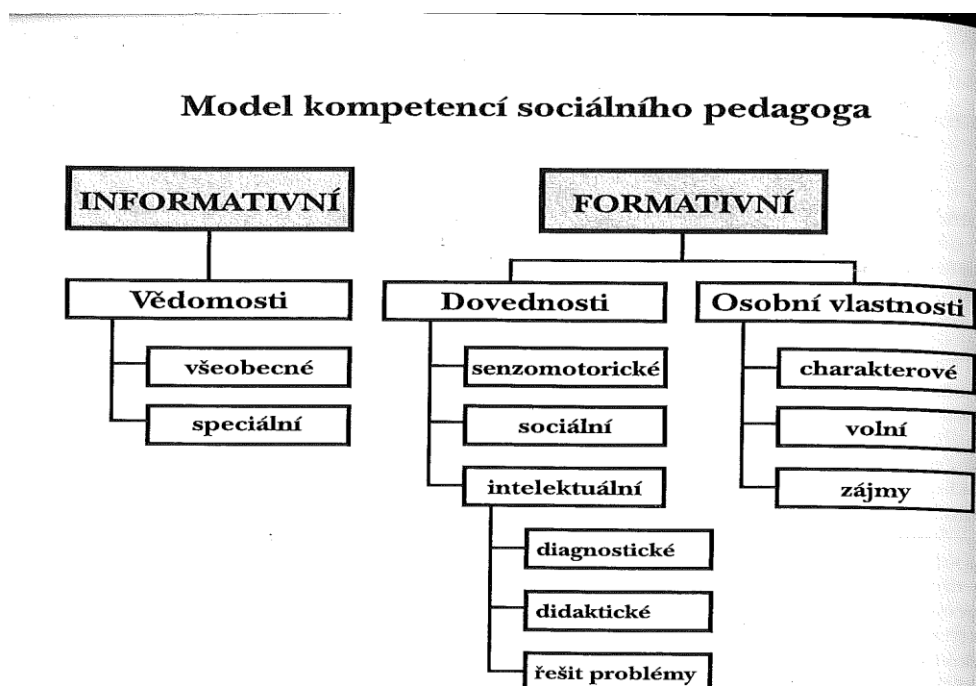 Model kompetencí sociálního pedagoga
INFORMATIVNÍ
Vědomosti
všeobecné
speciální
FORMATIVNÍ
Dovednosti
senzomotorické
sociální
intelektuální
diagnostické
didaktické
řešit problémy
Osobní vlastnosti
charakterové
volní
zájmy